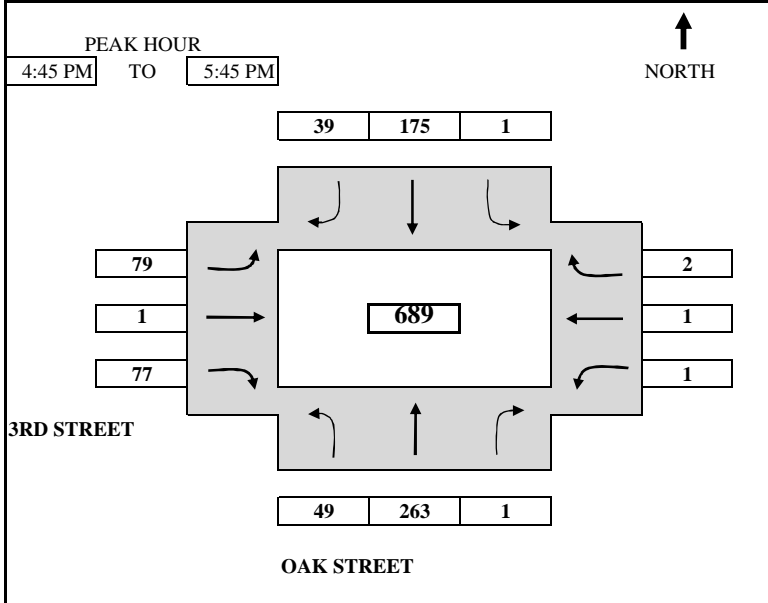 PEAK HOUR
4:45 PM TO 5:45 PM
NORTH
39 175 1
79 2
1 689 1
77 1
3RD STREET
49 263 1
OAK STREET